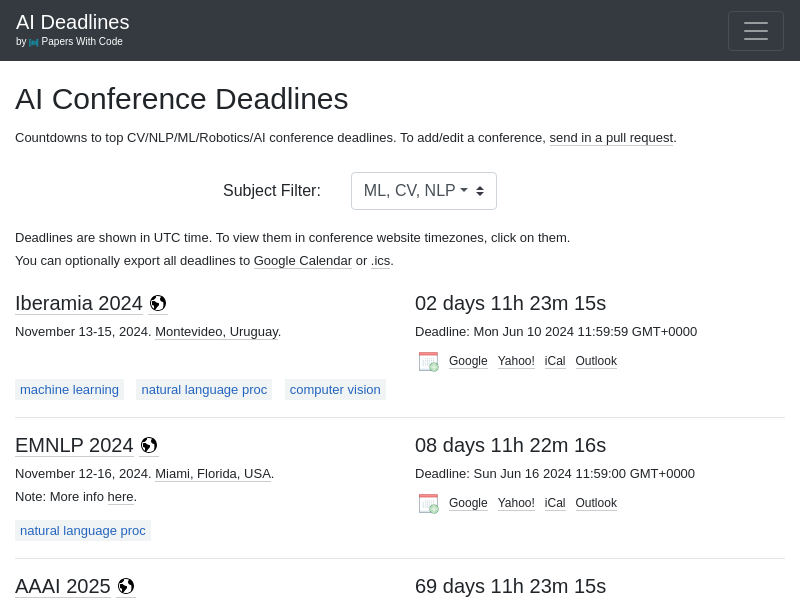 AI Deadlines
by Papers With Code
AI Conference Deadlines
Countdowns to top CV/NLP/ML/Robotics/AI conference deadlines. To add/edit a conference, send in a pull request.
Subject Filter: ML, CV, NLP
Deadlines are shown in UTC time. To view them in conference website timezones, click on them.
You can optionally export all deadlines to Google Calendar or .ics.
Iberamia 2024
02 days 11h 23m 15s
November 13-15, 2024. Montevideo, Uruguay.
Deadline: Mon Jun 10 2024 11:59:59 GMT+0000
Google Yahoo! iCal Outlook
machine learning natural language proc computer vision
EMNLP 2024
08 days 11h 22m 16s
November 12-16, 2024. Miami, Florida, USA.
Deadline: Sun Jun 16 2024 11:59:00 GMT+0000
Note: More info here.
Google Yahoo! iCal Outlook
natural language proc
AAAI 2025
69 days 11h 23m 15s